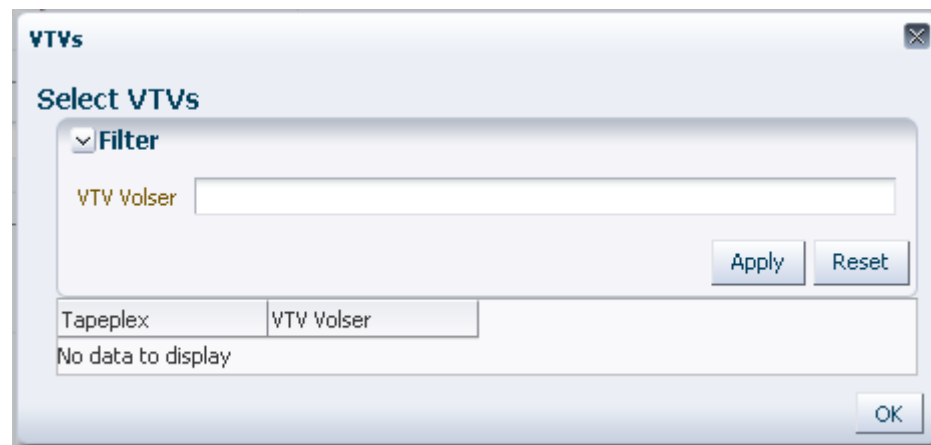 VTVs
Select VTVs
Filter
VTV Volser
Apply Reset
Tapeplex VTV Volser
No data to display
OK